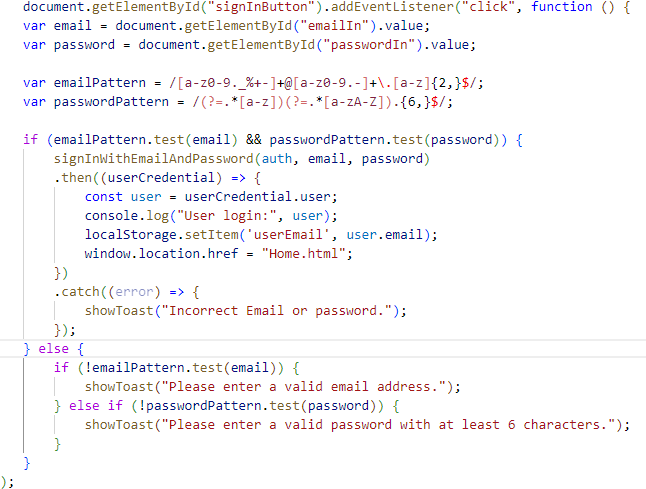 document.getElementById("signInButton").addEventListener("click", function () {
var email = document.getElementById("emailIn").value;
var password = document.getElementById("passwordIn").value;

var emailPattern = /[a-z0-9._%+-]+@[a-z0-9.-]+\.[a-z]{2,}$/;
var passwordPattern = /(?=.*[a-z])(?=.*[a-zA-Z]).{6,}$/;

if (emailPattern.test(email) && passwordPattern.test(password)) {
    signInWithEmailAndPassword(auth, email, password)
    .then((userCredential) => {
        const user = userCredential.user;
        console.log("User login:", user);
        localStorage.setItem('userEmail', user.email);
        window.location.href = "Home.html";
    })
    .catch((error) => {
        showToast("Incorrect Email or password.");
    });
} else {
    if (!emailPattern.test(email)) {
        showToast("Please enter a valid email address.");
    } else if (!passwordPattern.test(password)) {
        showToast("Please enter a valid password with at least 6 characters.");
    }
}
);